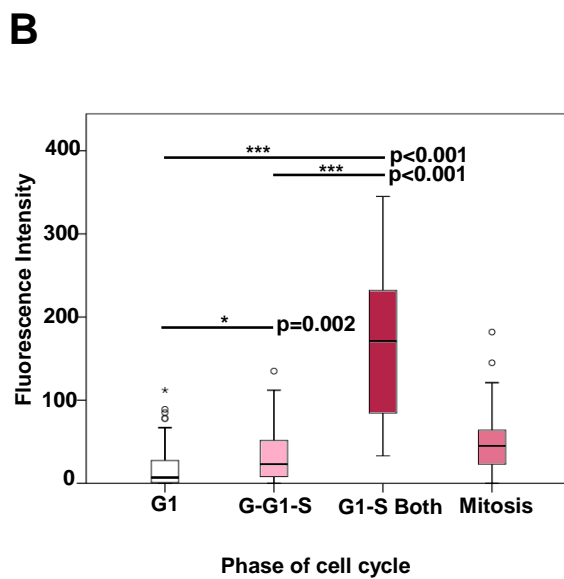 B
400
300
200
100
0
Fluorescence Intensity
*** p<0.001
*** p<0.001
* p=0.002
*
G1 G-G1-S G1-S Both Mitosis
Phase of cell cycle